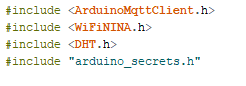 #include <ArduinoMqttClient.h>
#include <WiFiNINA.h>
#include <DHT.h>
#include "arduino_secrets.h"